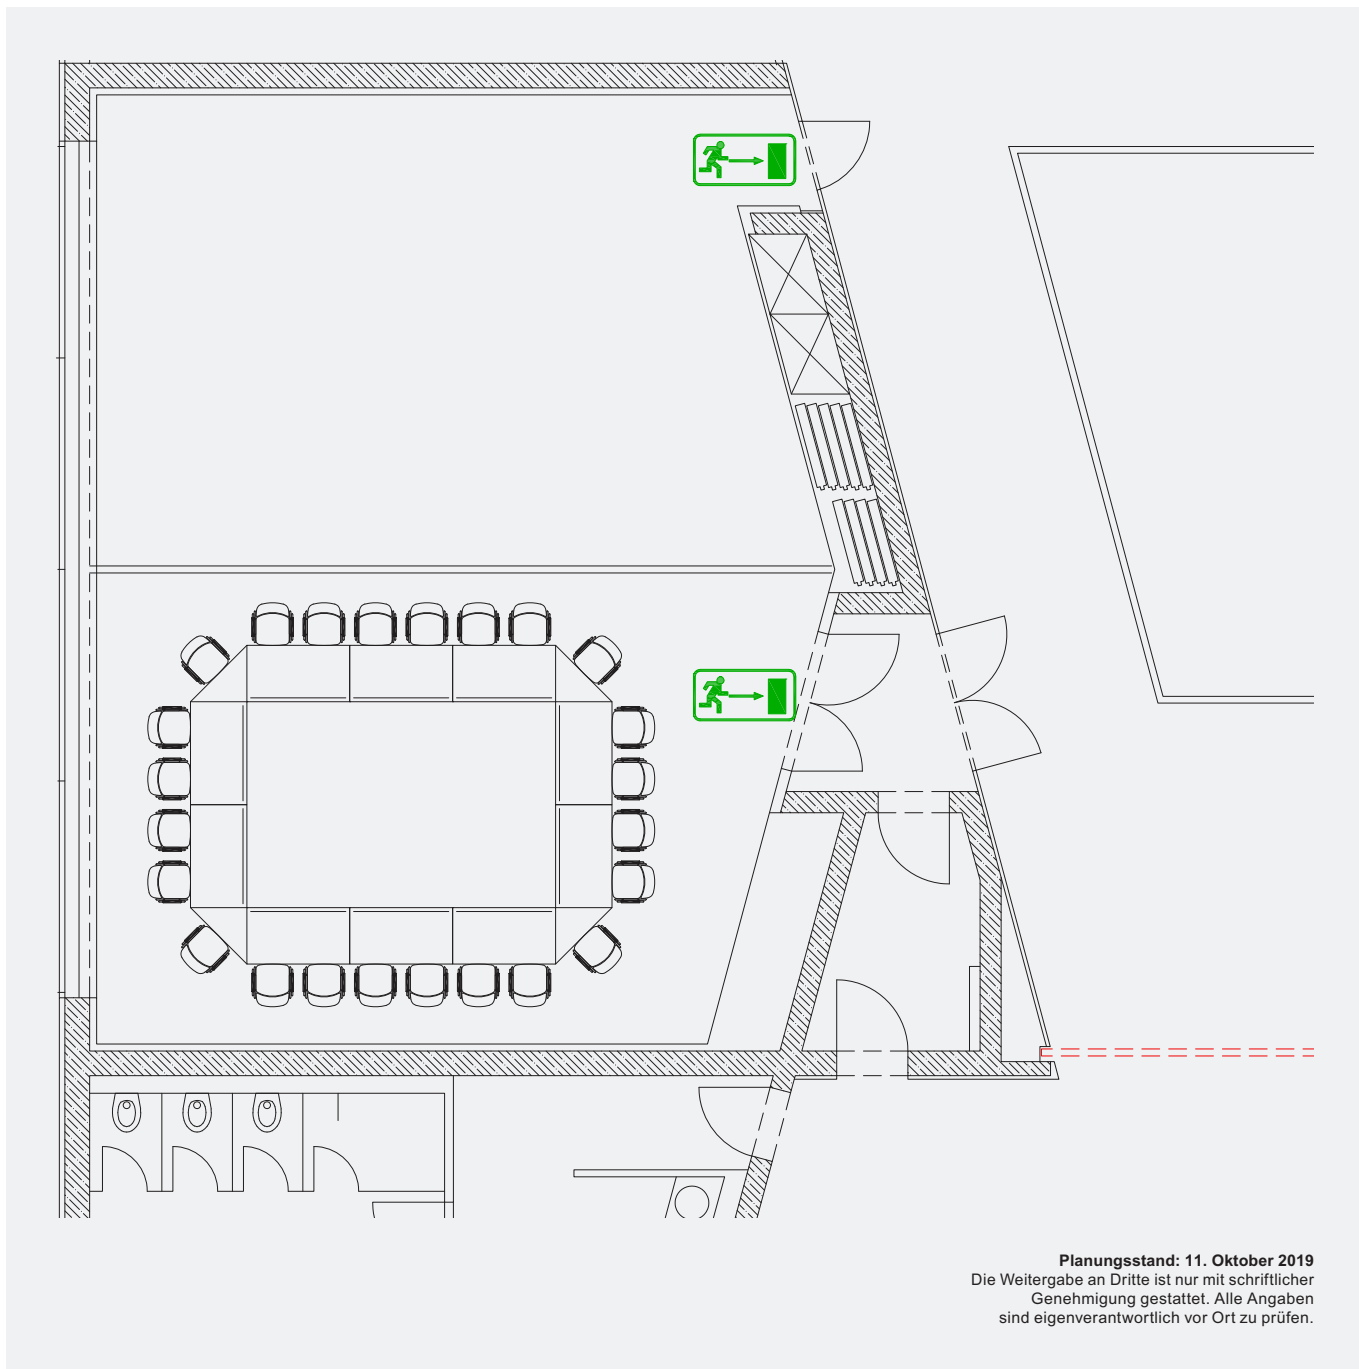 Planungsstand: 11. Oktober 2019
Die Weitergabe an Dritte ist nur mit schriftlicher
Genehmigung gestattet. Alle Angaben
sind eigenverantwortlich vor Ort zu prüfen.